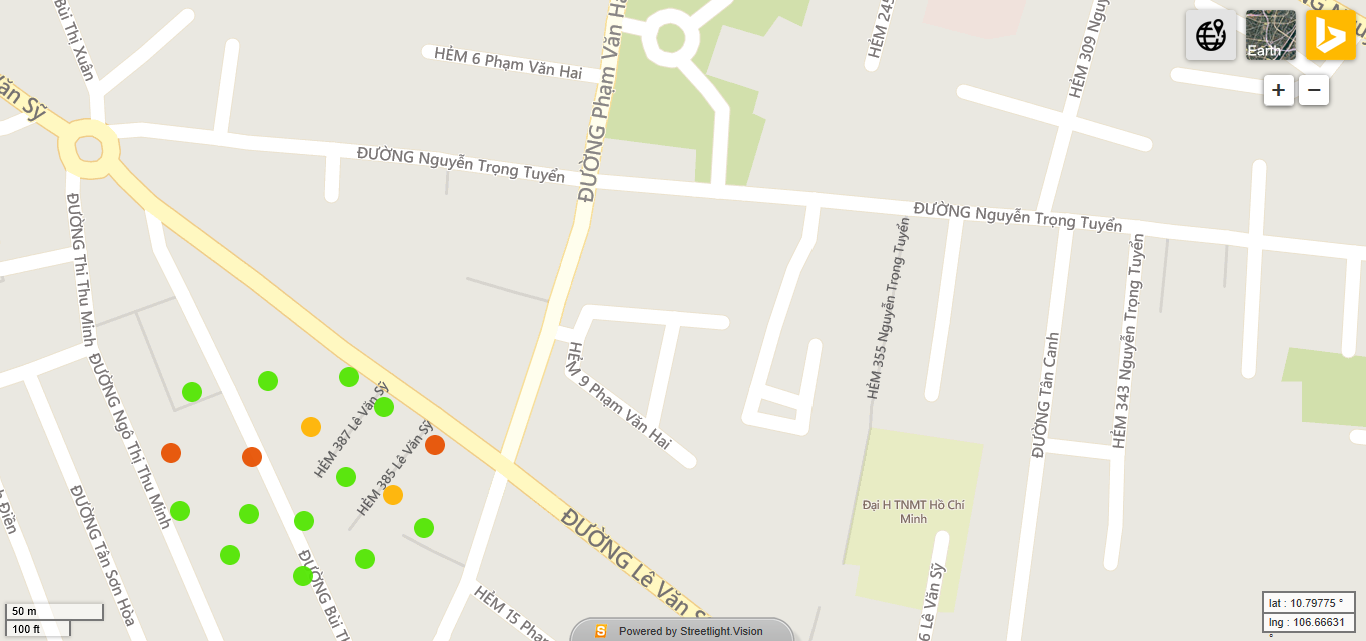 Bùi Thị Xuân
HẺM 6 Phạm Văn Hai
ĐƯỜNG Phạm Văn Ha
HẺM 245
HẺM 309 Nguy
Earth
+
−
Văn Sỹ
ĐƯỜNG Nguyễn Trọng Tuyển
ĐƯỜNG Nguyễn Trọng Tuyển
ĐƯỜNG Thị Thu Minh
HẺM 355 Nguyễn Trọng Tuyển
HẺM 343 Nguyễn Trọng Tuyển
ĐƯỜNG Tân Canh
HẺM 9 Phạm Văn Hai
ĐƯỜNG Ngô Thị Thu Minh
HẺM 387 Lê Văn Sỹ
HẺM 385 Lê Văn Sỹ
ĐƯỜNG Tân Sơn Hòa
h Điền
Đại H TNMT Hồ Chí
Minh
ĐƯỜNG Lê Văn S
ĐƯỜNG Bùi Th
HẺM 15 Phạm
6 Lê Văn Sỹ
50 m
100 ft
S Powered by Streetlight.Vision
lat : 10.79775 °
lng : 106.66631
°